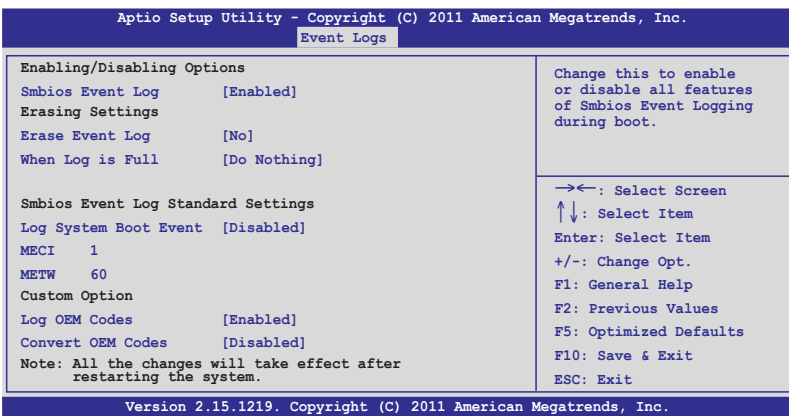 Aptio Setup Utility - Copyright (C) 2011 American Megatrends, Inc.
Event Logs
Enabling/Disabling Options
Smbios Event Log [Enabled]
Erasing Settings
Erase Event Log [No]
When Log is Full [Do Nothing]
Smbios Event Log Standard Settings
Log System Boot Event [Disabled]
MECI 1
METW 60
Custom Option
Log OEM Codes [Enabled]
Convert OEM Codes [Disabled]
Note: All the changes will take effect after
restarting the system.
Change this to enable
or disable all features
of Smbios Event Logging
during boot.
→←: Select Screen
↑↓: Select Item
Enter: Select Item
+/-: Change Opt.
F1: General Help
F2: Previous Values
F5: Optimized Defaults
F10: Save & Exit
ESC: Exit
Version 2.15.1219. Copyright (C) 2011 American Megatrends, Inc.